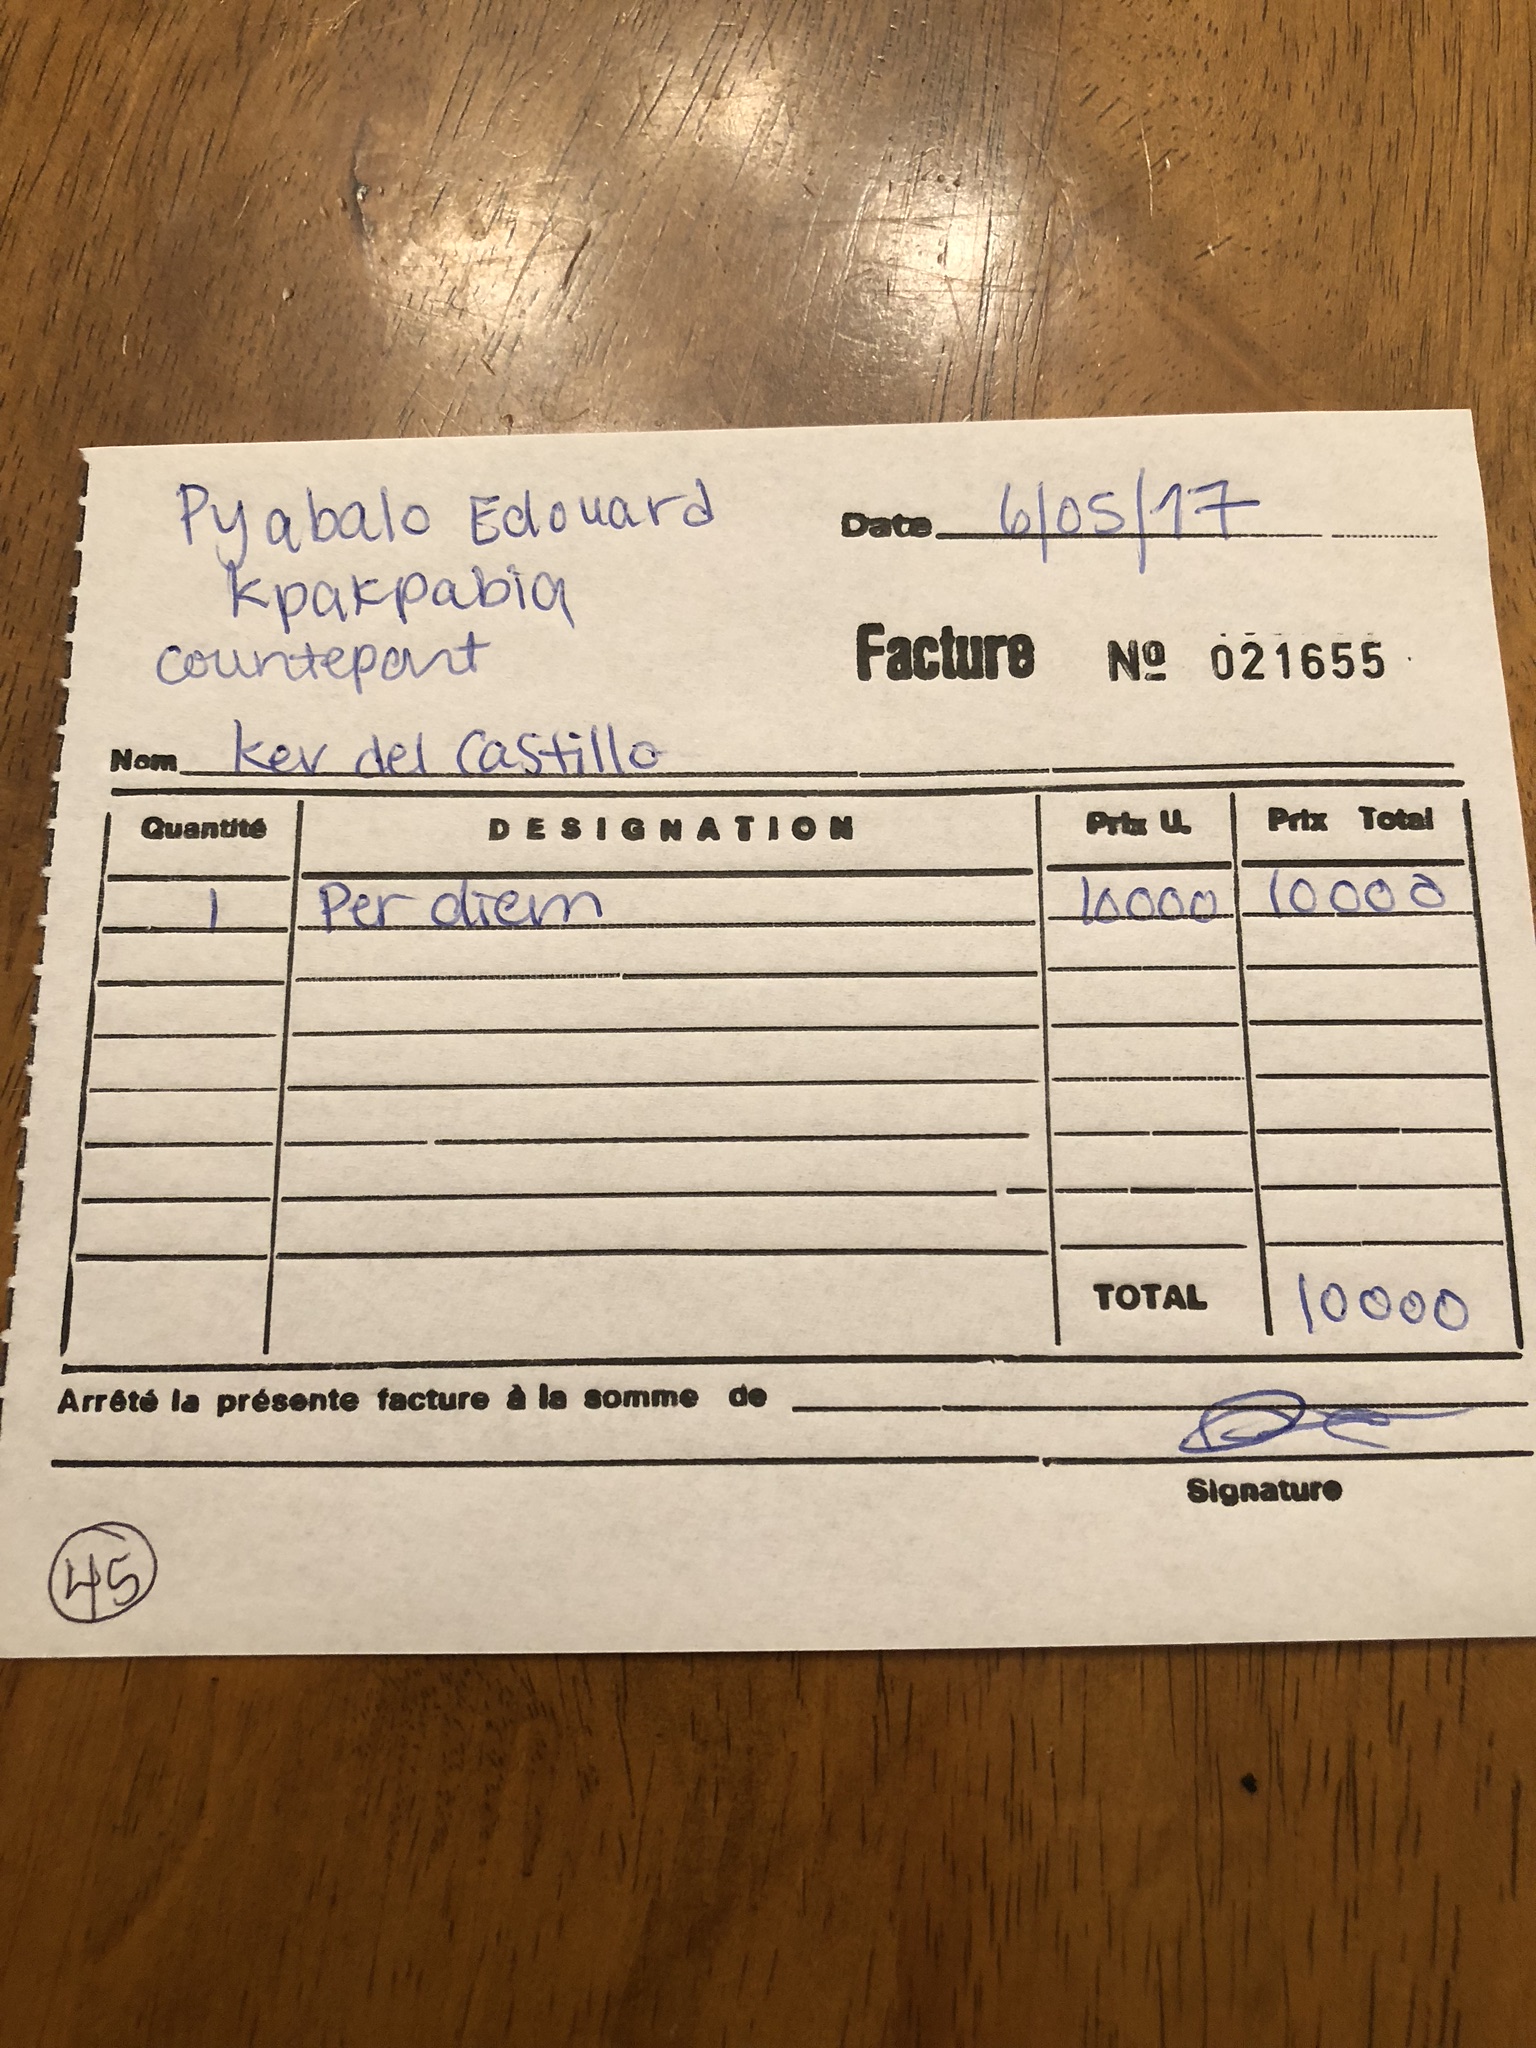 Pyabalo Edouard
Kpakpabia
countepart
Date 6/05/17
Facture Nº 021655
Nom Kev del Castillo
Quantité DESIGNATION Prix U. Prix Total
1 Per diem 10000 10000
TOTAL 10000
Arrêté la présente facture à la somme de
Signature
45